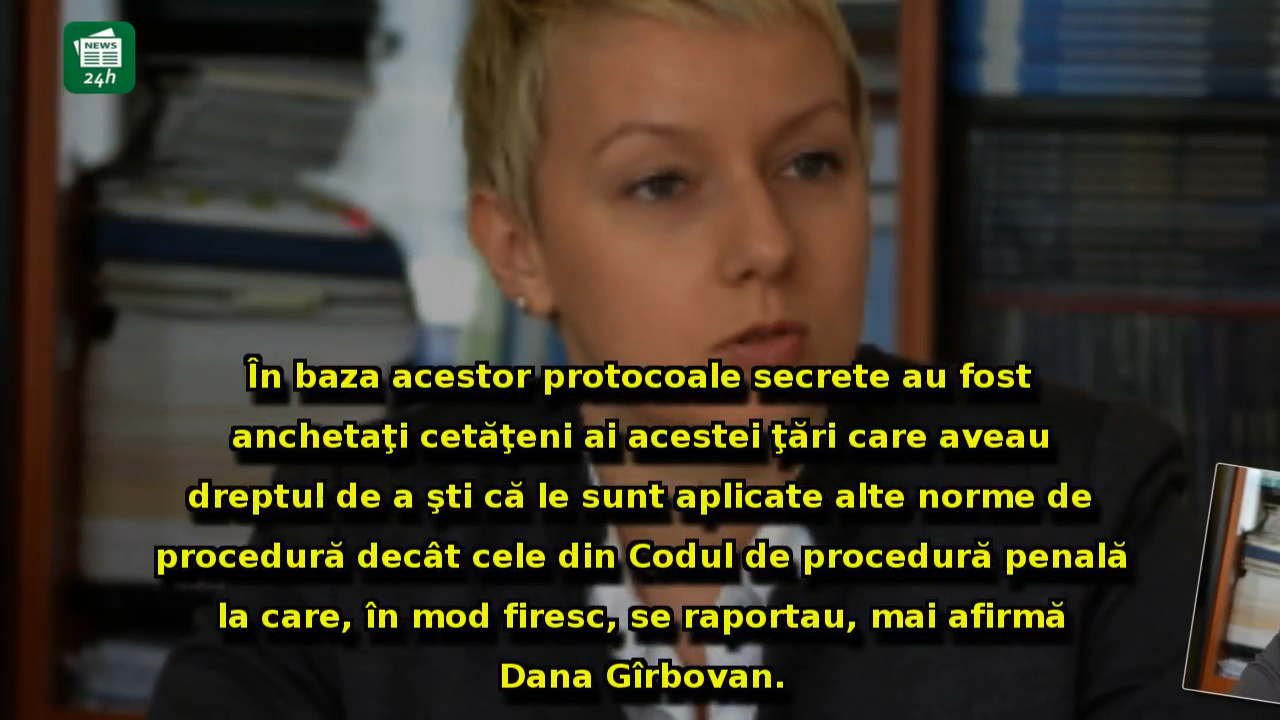 NEWS
24h
În baza acestor protocoale secrete au fost
anchetaţi cetăţeni ai acestei ţări care aveau
dreptul de a şti că le sunt aplicate alte norme de
procedură decât cele din Codul de procedură penală
la care, în mod firesc, se raportau, mai afirmă
Dana Gîrbovan.